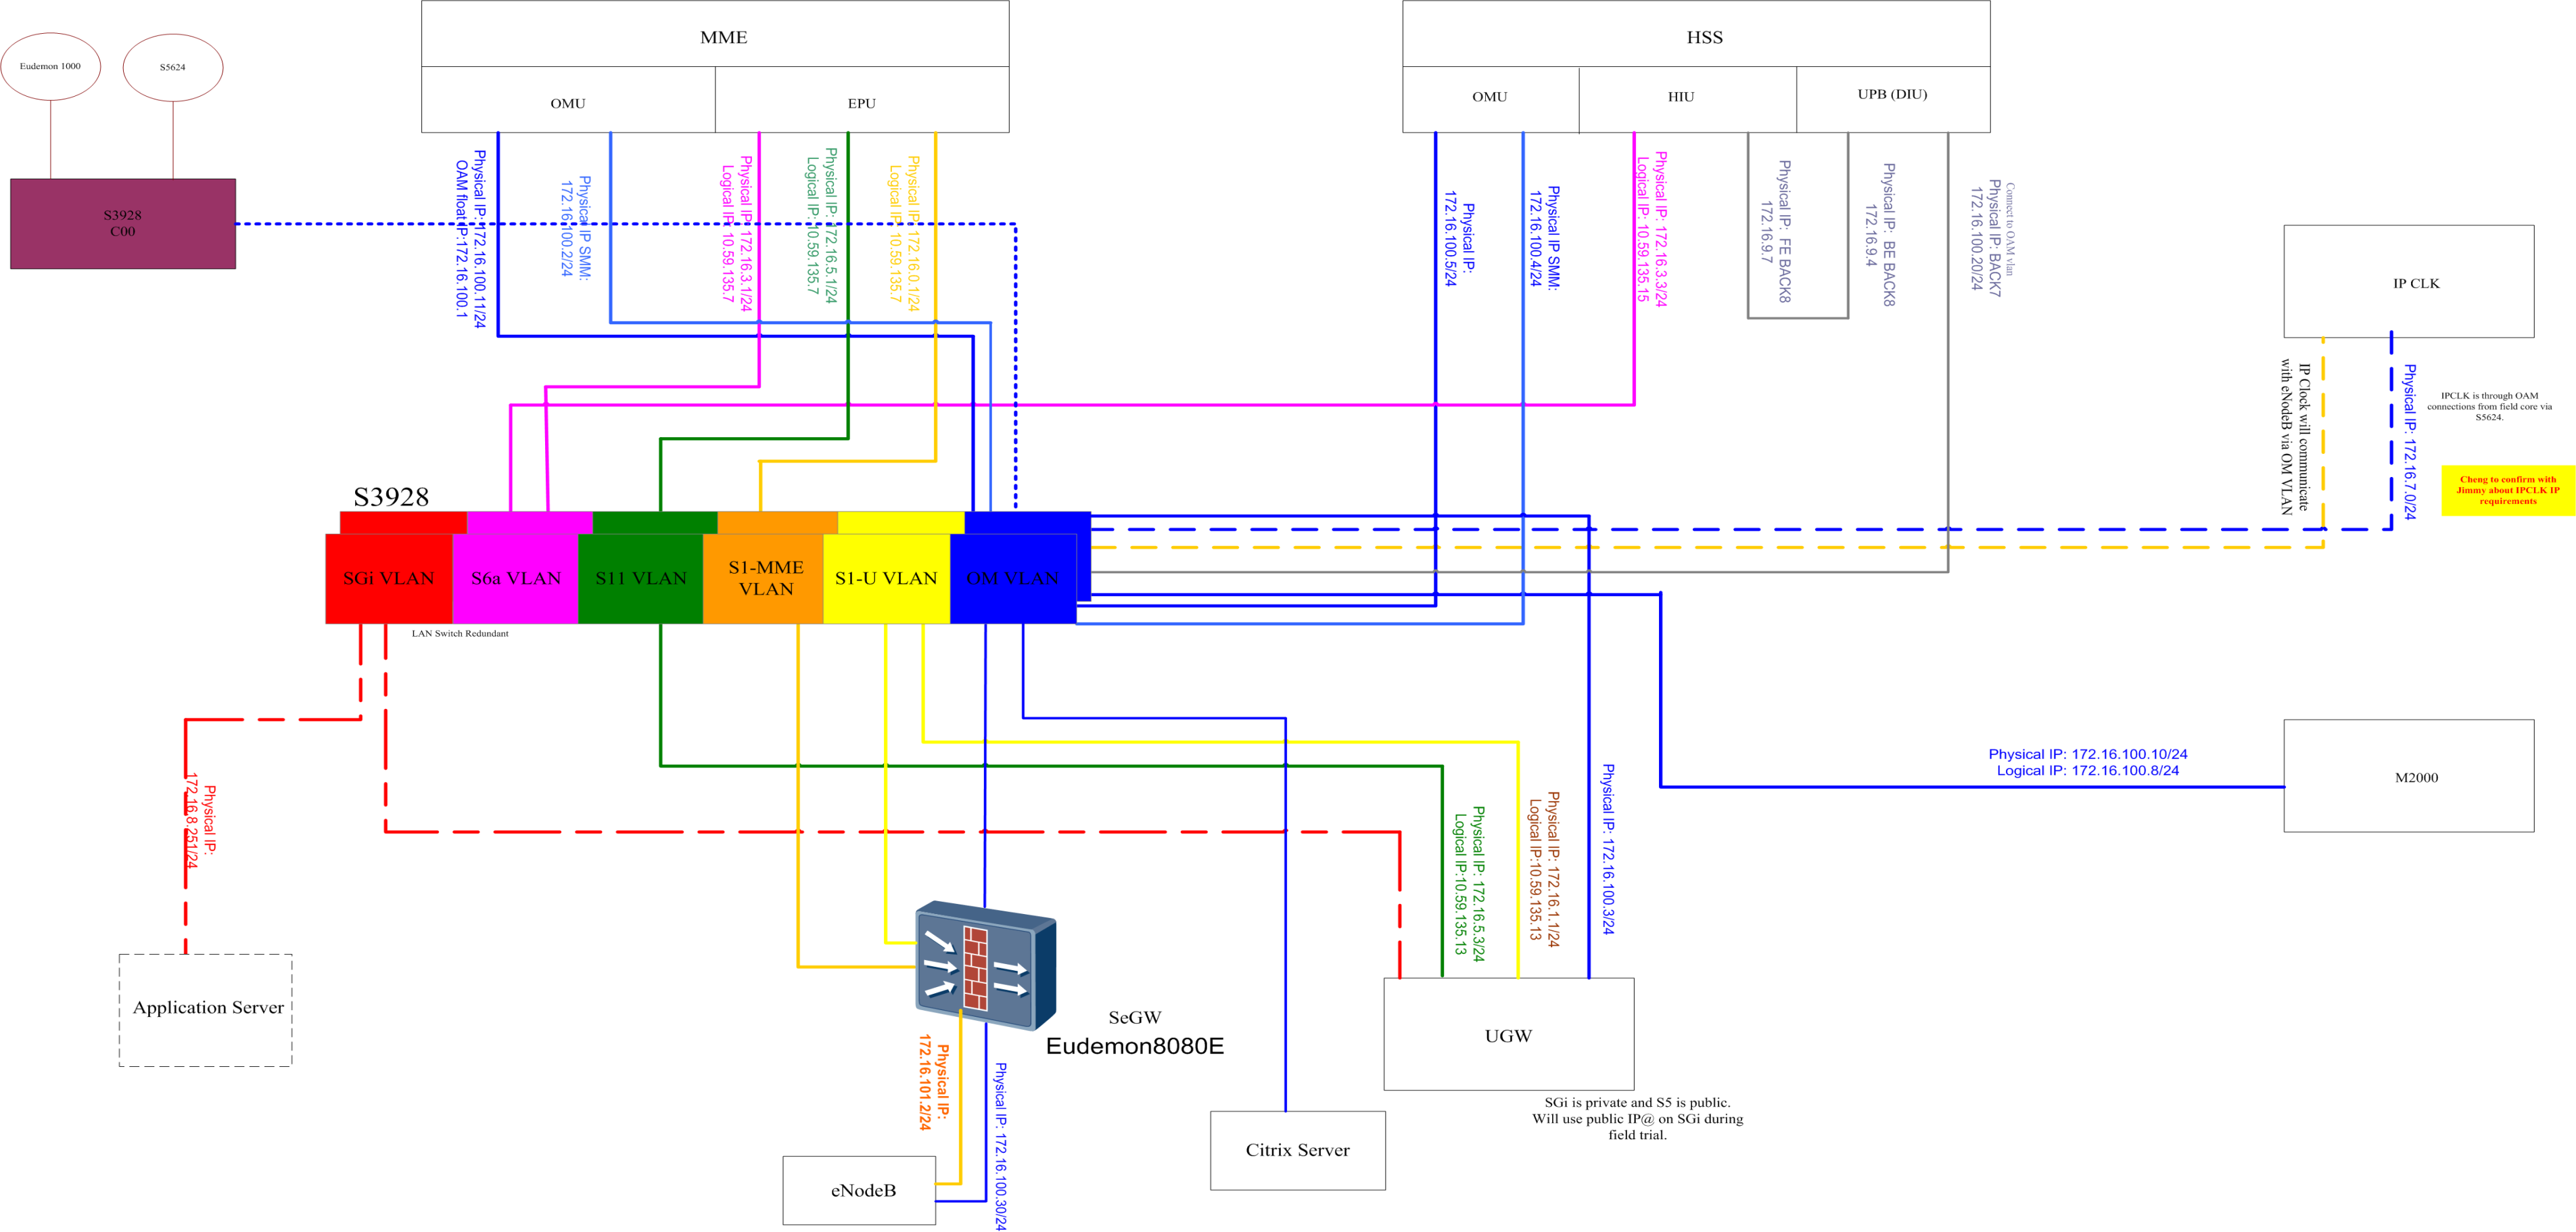 MME
HSS
Eudemon 1000
S5624
OMU
EPU
OMU
HIU
UPB (DIU)
S3928
C00
Physical IP:172.16.100.11/24
OAM float IP:172.16.100.1
Physical IP SMM:
172.16.100.2/24
Physical IP: 172.16.3.1/24
Logical IP: 10.59.135.7
Physical IP: 172.16.5.1/24
Logical IP: 10.59.135.7
Physical IP: 172.16.0.1/24
Logical IP: 10.59.135.7
Physical IP:
172.16.100.5/24
Physical IP SMM:
172.16.100.4/24
Physical IP: 172.16.3.3/24
Logical IP: 10.59.135.15
Physical IP: FE BACK8
172.16.9.7
Physical IP: BE BACK8
172.16.9.4
Connect to OAM vlan
Physical IP: BACK7
172.16.100.20/24
IP CLK
IP Clock will communicate
with eNodeB via OM VLAN
Physical IP: 172.16.7.0/24
IPCLK is through OAM
connections from field core via
S5624.
Cheng to confirm with
Jimmy about IPCLK IP
requirements
S3928
SGi VLAN
S6a VLAN
S11 VLAN
S1-MME
VLAN
S1-U VLAN
OM VLAN
LAN Switch Redundant
Physical IP:
172.16.8.251/24
Application Server
Physical IP: 172.16.5.3/24
Logical IP:10.59.135.13
Physical IP: 172.16.1.1/24
Logical IP:10.59.135.13
Physical IP: 172.16.100.3/24
Physical IP: 172.16.100.10/24
Logical IP: 172.16.100.8/24
M2000
SeGW
Eudemon8080E
UGW
SGi is private and S5 is public.
Will use public IP@ on SGi during
field trial.
Physical IP:
172.16.101.2/24
Physical IP: 172.16.100.30/24
Citrix Server
eNodeB